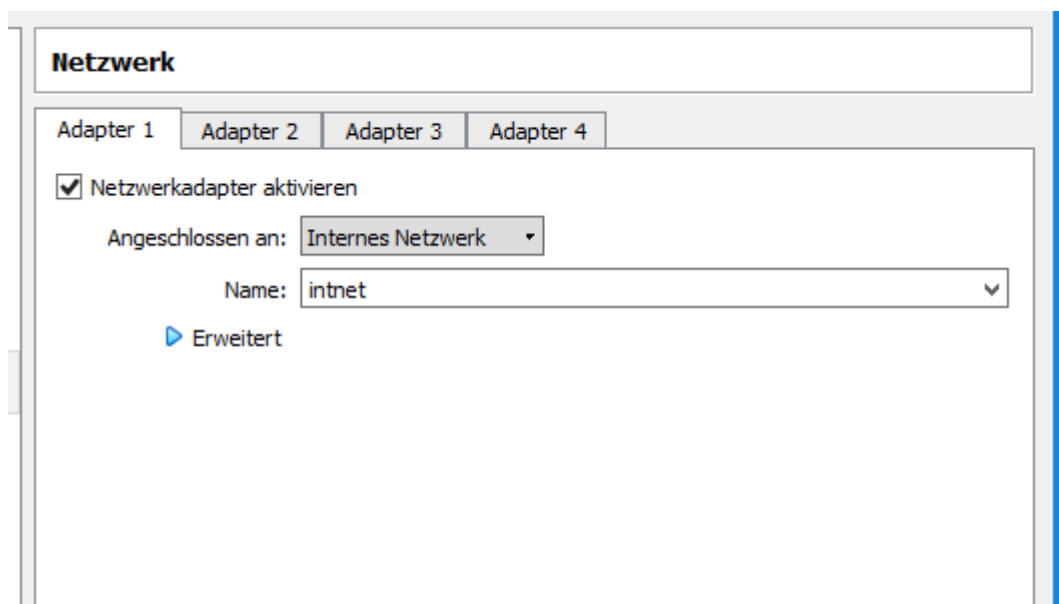 Netzwerk
Adapter 1 Adapter 2 Adapter 3 Adapter 4
Netzwerkadapter aktivieren
Angeschlossen an: Internes Netzwerk
Name: intnet
Erweitert